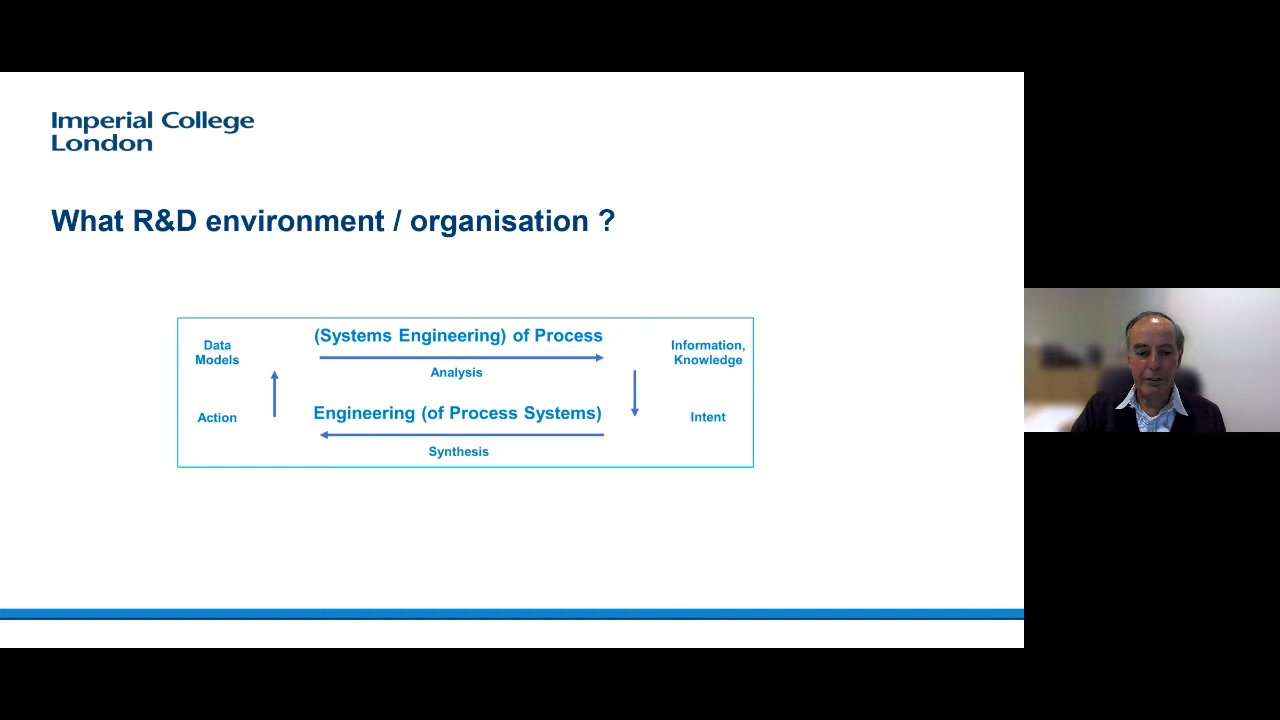 Imperial College
London
What R&D environment / organisation ?
(Systems Engineering) of Process
Data
Models
Information,
Knowledge
Analysis
Engineering (of Process Systems)
Action
Intent
Synthesis